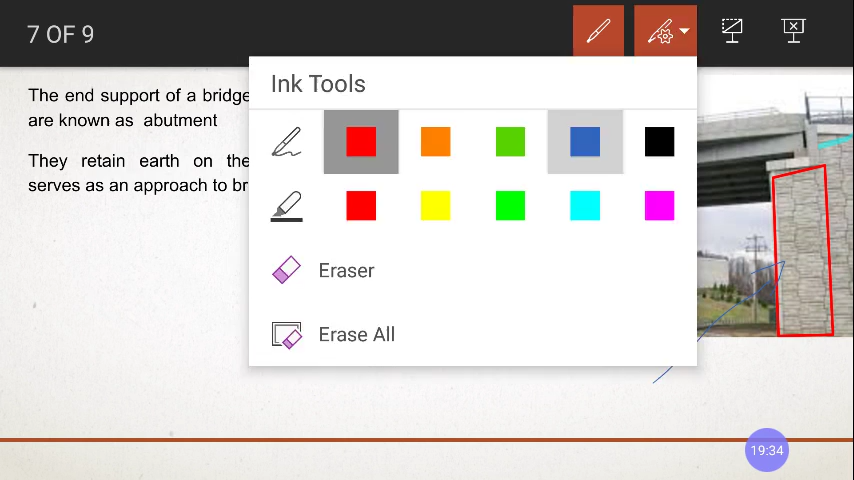 7 OF 9
Ink Tools
The end support of a bridge
are known as abutment
They retain earth on the
serves as an approach to br
Eraser
Erase All
19:34